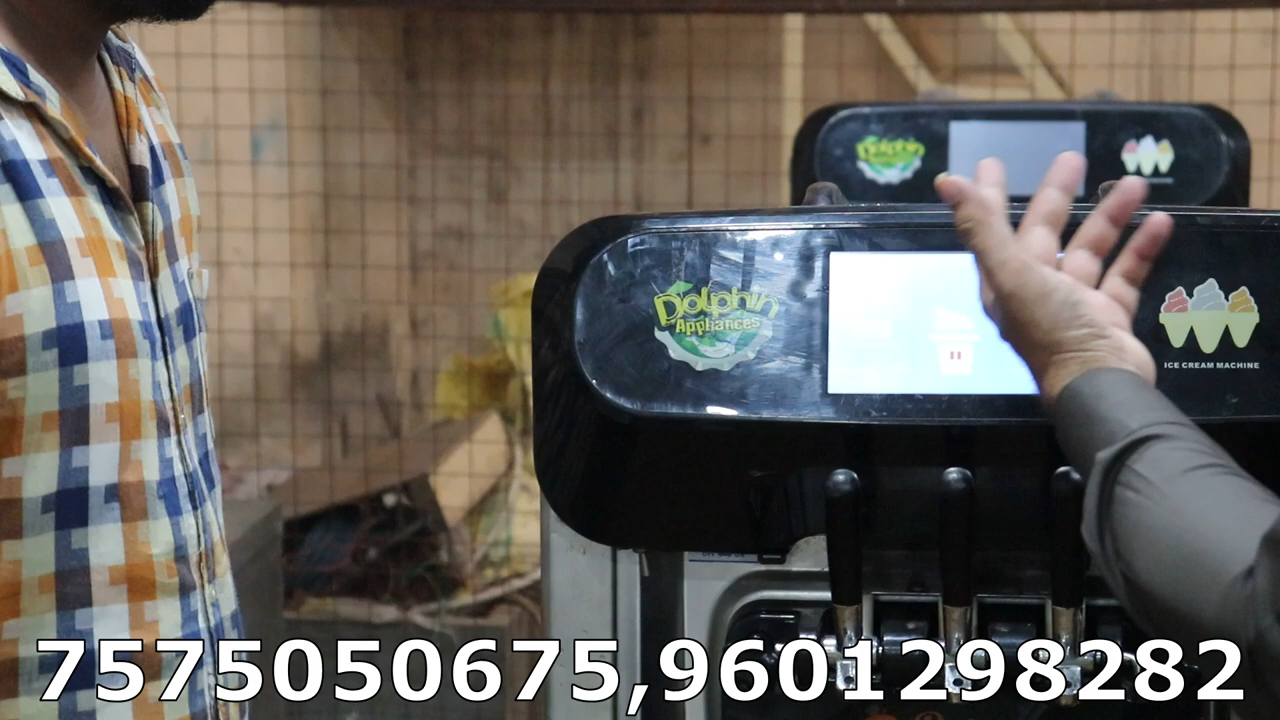 Dolphin
Dolphin
Appliances
ICE CREAM MACHINE
7575050675,9601298282